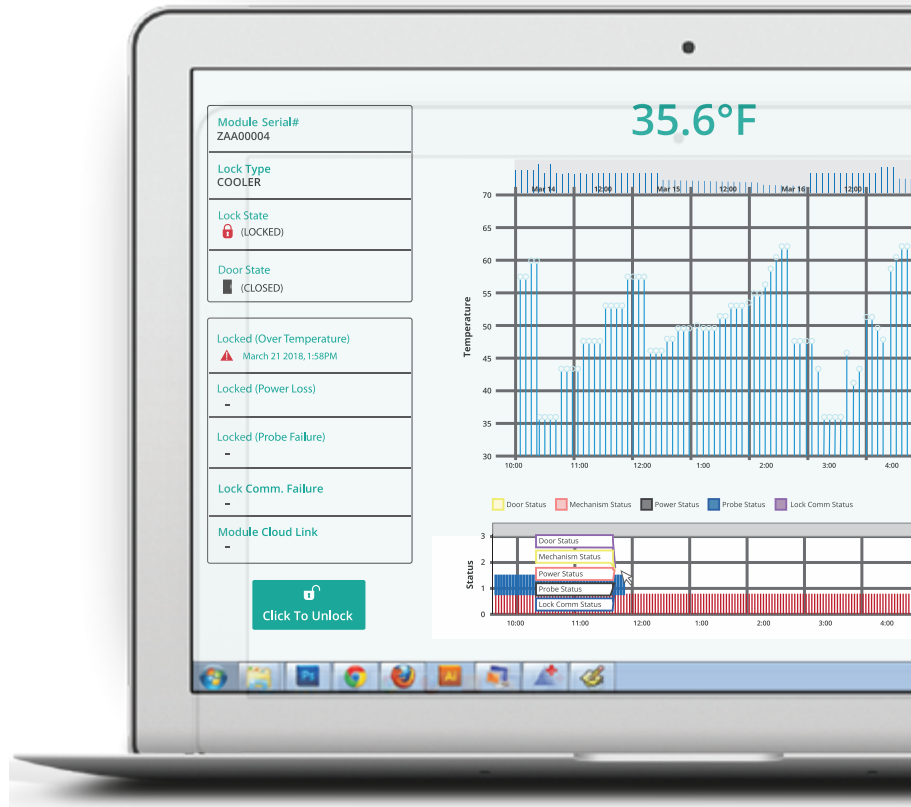 Module Serial#
ZAA00004
Lock Type
COOLER
Lock State
(LOCKED)
Door State
(CLOSED)
Locked (Over Temperature)
March 21 2018, 1:58PM
Locked (Power Loss)
-
Locked (Probe Failure)
-
Lock Comm. Failure
-
Module Cloud Link
-
Click To Unlock
35.6°F
Mar 14 12:00 Mar 15 12:00 Mar 16 12:00
Temperature
70
65
60
55
50
45
40
35
30
10:00 11:00 12:00 1:00 2:00 3:00 4:00
Door Status Mechanism Status Power Status Probe Status Lock Comm Status
Status
3
2
1
0
Door Status
Mechanism Status
Power Status
Probe Status
Lock Comm Status
10:00 11:00 12:00 1:00 2:00 3:00 4:00
Ps
Ai